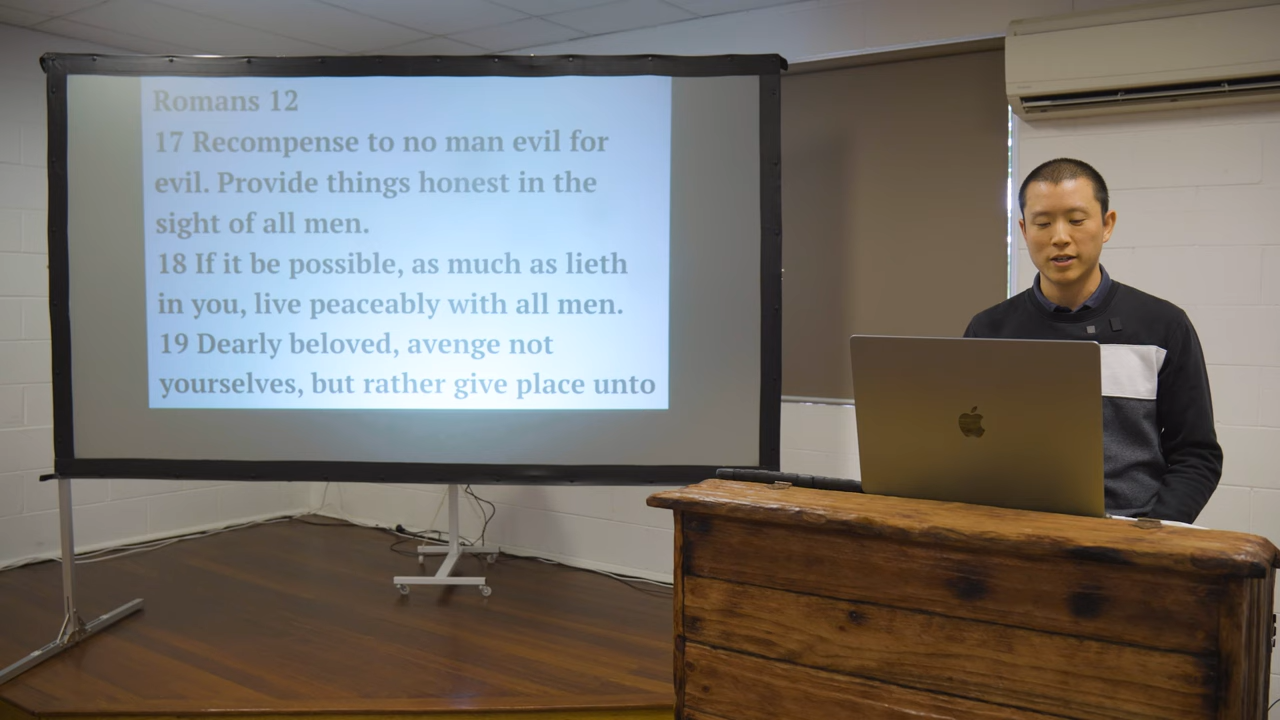 Romans 12
17 Recompense to no man evil for
evil. Provide things honest in the
sight of all men.
18 If it be possible, as much as lieth
in you, live peaceably with all men.
19 Dearly beloved, avenge not
yourselves, but rather give place unto